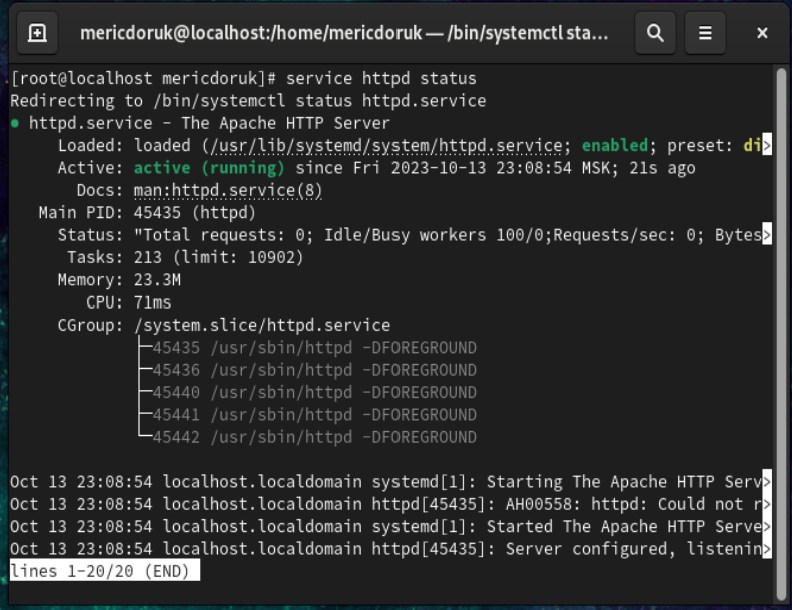 mericdoruk@localhost:/home/mericdoruk — /bin/systemctl sta...
[root@localhost mericdoruk]# service httpd status
Redirecting to /bin/systemctl status httpd.service
● httpd.service - The Apache HTTP Server
Loaded: loaded (/usr/lib/systemd/system/httpd.service; enabled; preset: di>
Active: active (running) since Fri 2023-10-13 23:08:54 MSK; 21s ago
Docs: man:httpd.service(8)
Main PID: 45435 (httpd)
Status: "Total requests: 0; Idle/Busy workers 100/0;Requests/sec: 0; Bytes>
Tasks: 213 (limit: 10902)
Memory: 23.3M
CPU: 71ms
CGroup: /system.slice/httpd.service
├─45435 /usr/sbin/httpd -DFOREGROUND
├─45436 /usr/sbin/httpd -DFOREGROUND
├─45440 /usr/sbin/httpd -DFOREGROUND
├─45441 /usr/sbin/httpd -DFOREGROUND
└─45442 /usr/sbin/httpd -DFOREGROUND
Oct 13 23:08:54 localhost.localdomain systemd[1]: Starting The Apache HTTP Serv>
Oct 13 23:08:54 localhost.localdomain httpd[45435]: AH00558: httpd: Could not r>
Oct 13 23:08:54 localhost.localdomain systemd[1]: Started The Apache HTTP Serve>
Oct 13 23:08:54 localhost.localdomain httpd[45435]: Server configured, listenin>
lines 1-20/20 (END)